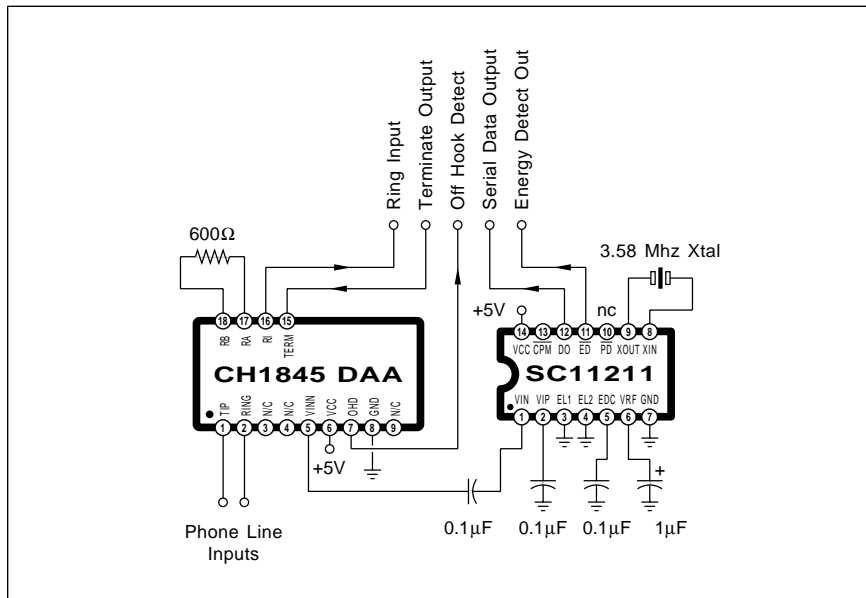 Ring Input
Terminate Output
Off Hook Detect
Serial Data Output
Energy Detect Out
600Ω
3.58 Mhz Xtal
+5V
nc
18
17
16
15
RB
RA
RI
TERM
CH1845 DAA
TIP
RING
N/C
N/C
VINN
VCC
OHD
GND
N/C
1
2
3
4
5
6
7
8
9
+5V
14
13
12
11
10
9
8
VCC
CPM
DO
ED
PD
XOUT
XIN
SC11211
VIN
VIP
EL1
EL2
EDC
VRF
GND
1
2
3
4
5
6
7
+
Phone Line
Inputs
0.1µF
0.1µF
0.1µF
1µF